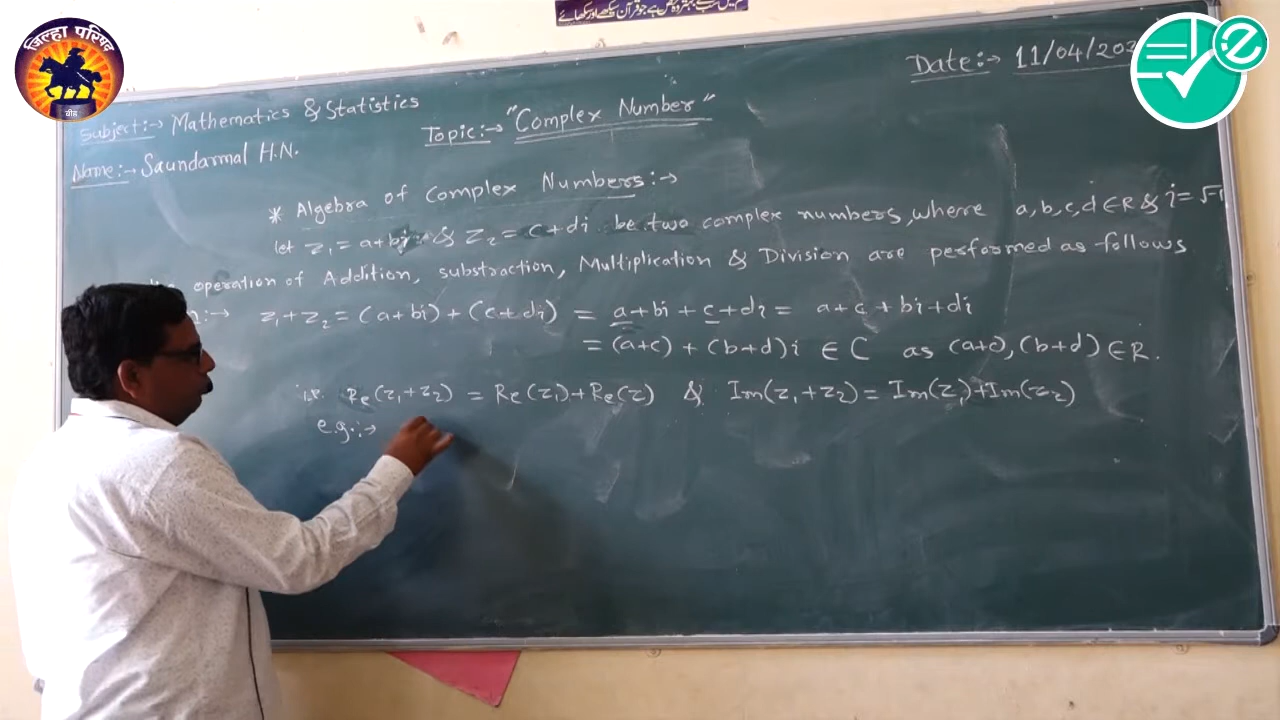 जिल्हा परिषद
बीड
Date:→ 11/04/202
Subject:→ Mathematics & Statistics
Topic:→ "Complex Number"
Name:→ Saundarmal H.N.
* Algebra of Complex Numbers:→
let z₁ = a+bi & z₂ = c+di be two complex numbers, where a,b,c,d ∈ R & i = √-1
operation of Addition, substraction, Multiplication & Division are performed as follows
z₁+z₂ = (a+bi) + (c+di) = a+bi + c+di = a+c + bi+di
= (a+c) + (b+d)i ∈ C as (a+c), (b+d) ∈ R.
i.e. Re(z₁+z₂) = Re(z₁)+Re(z) & Im(z₁+z₂) = Im(z₁)+Im(z₂)
e.g.:→